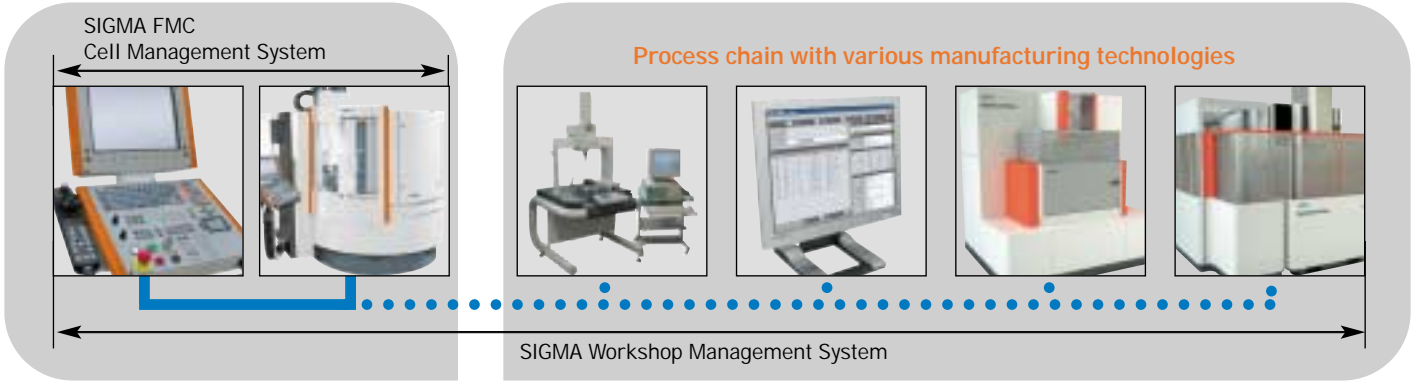 SIGMA FMC
Cell Management System
Process chain with various manufacturing technologies
SIGMA Workshop Management System